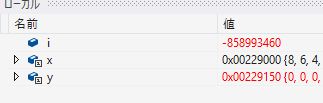 ローカル
名前 値
i -858993460
x 0x00229000 {8, 6, 4,
y 0x00229150 {0, 0, 0,